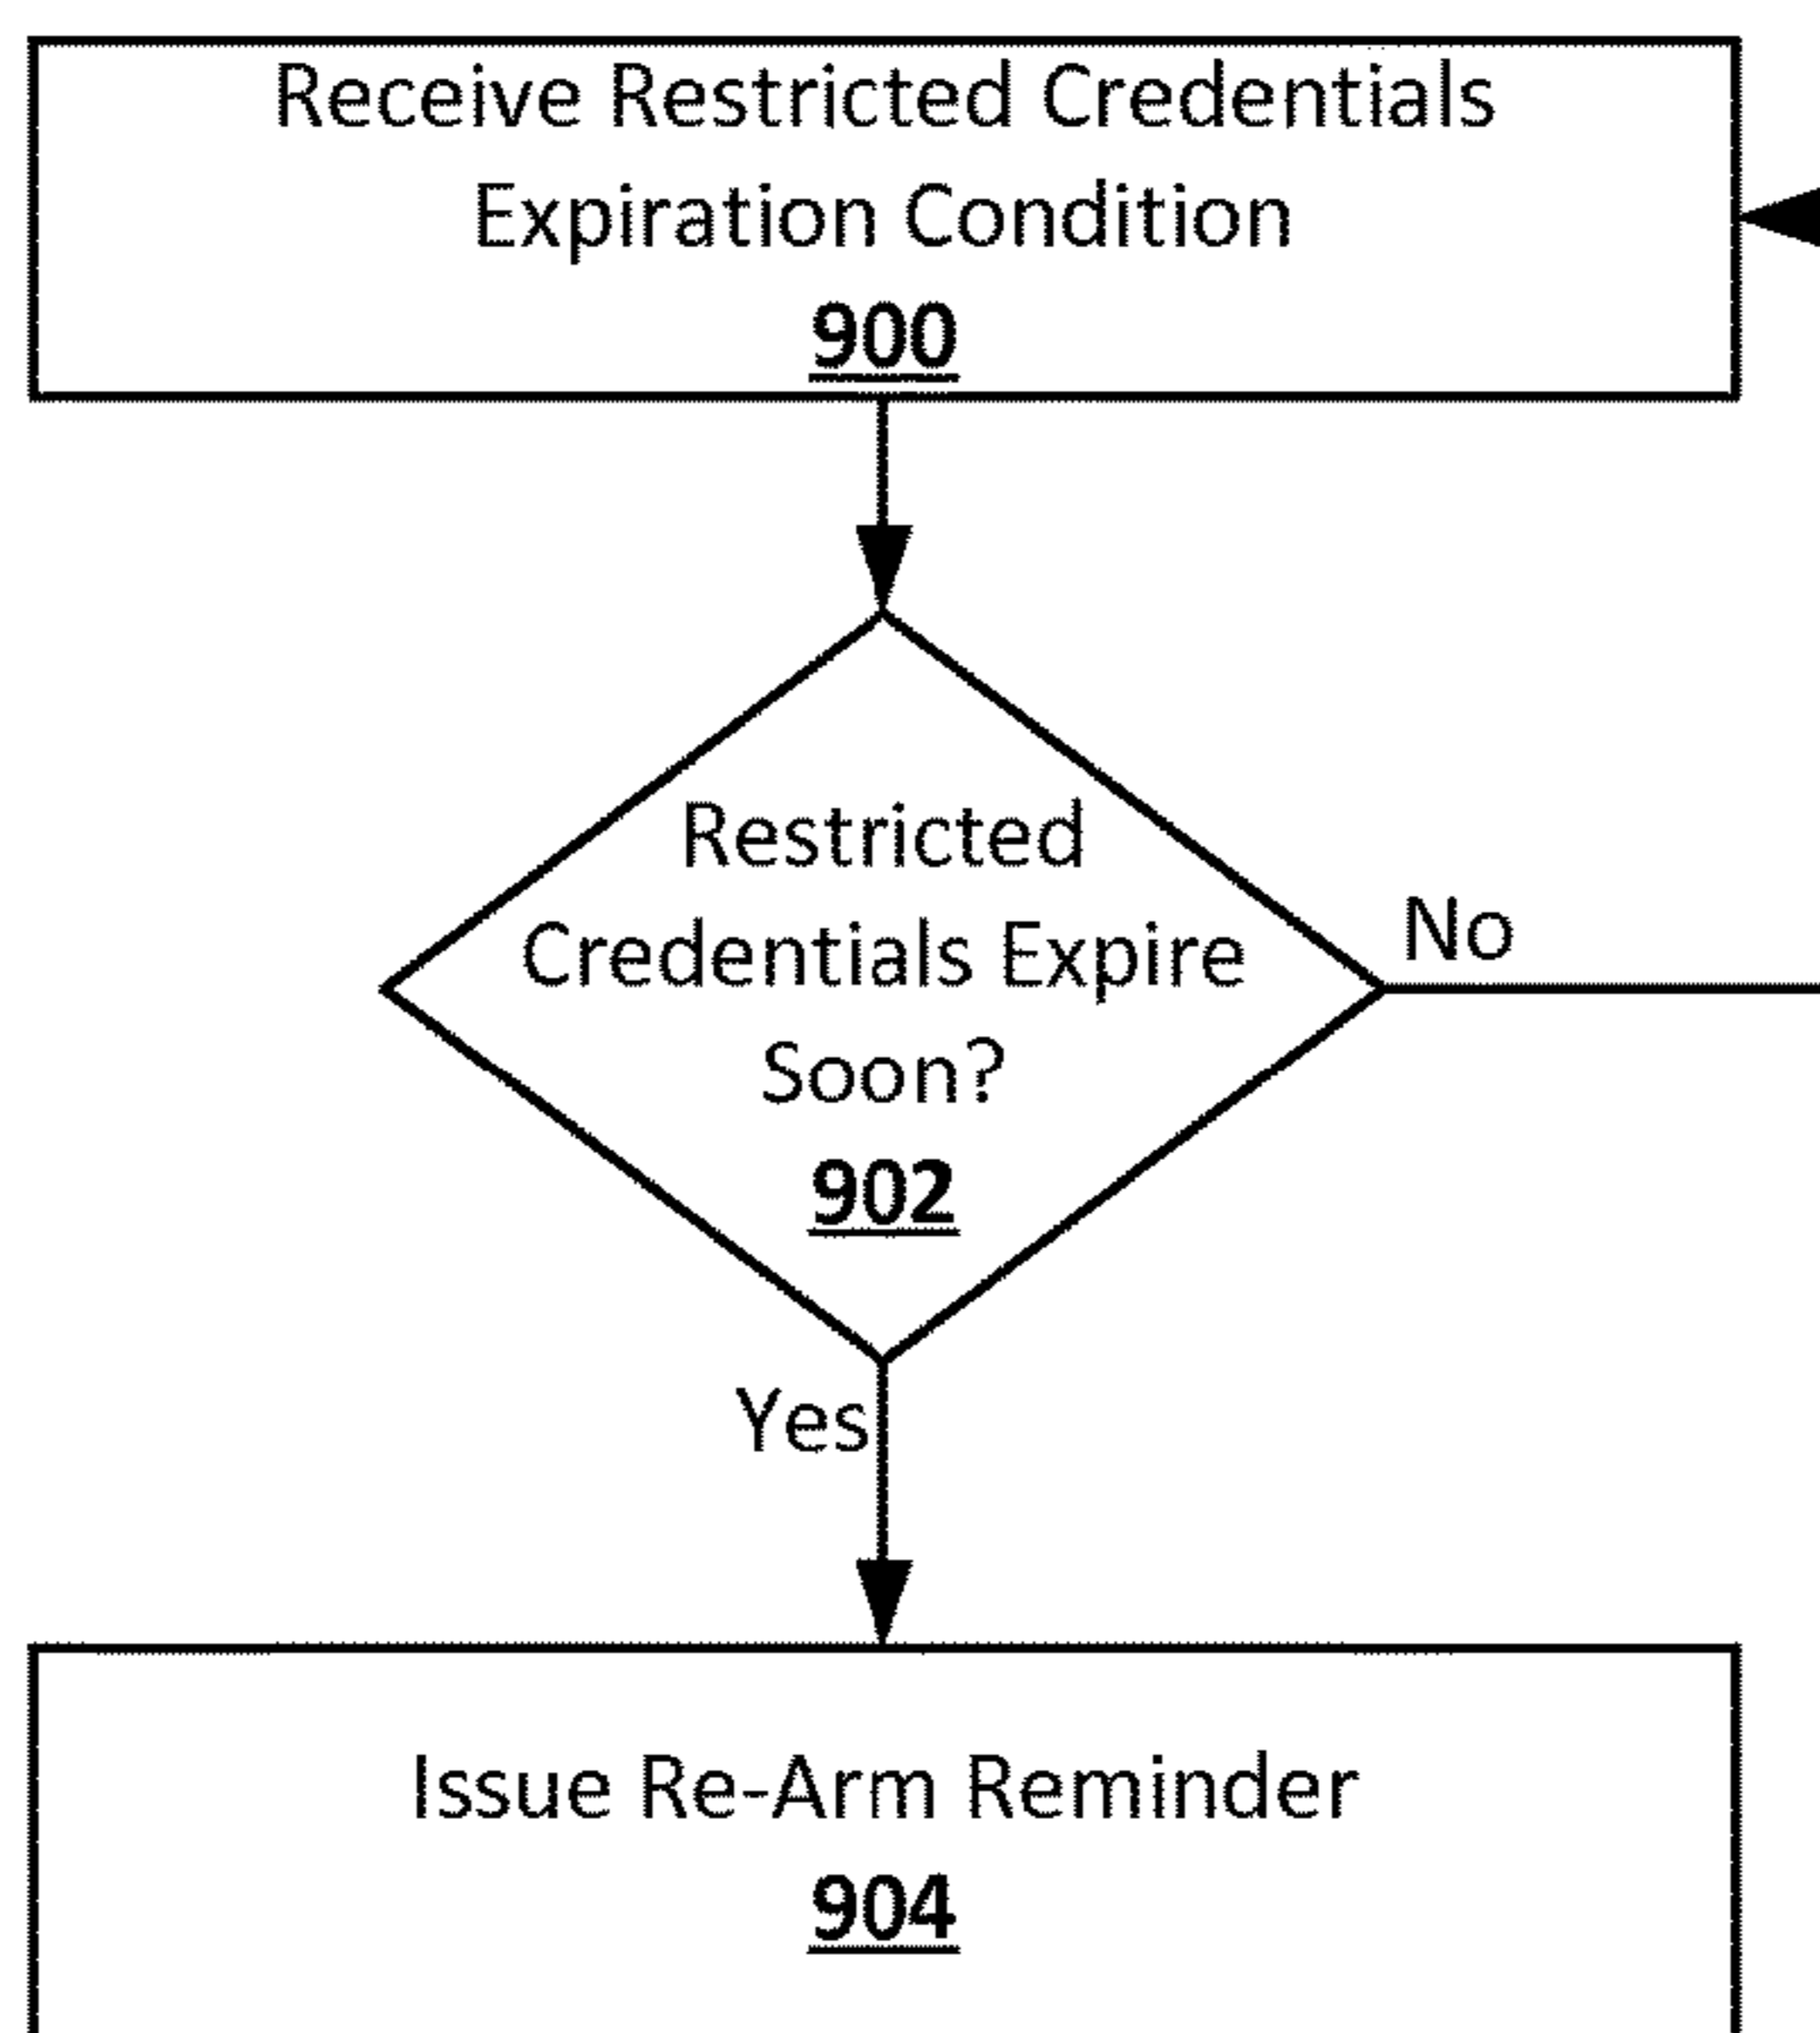 Receive Restricted Credentials
Expiration Condition
900
Restricted
Credentials Expire
Soon?
902
No
Yes
Issue Re-Arm Reminder
904